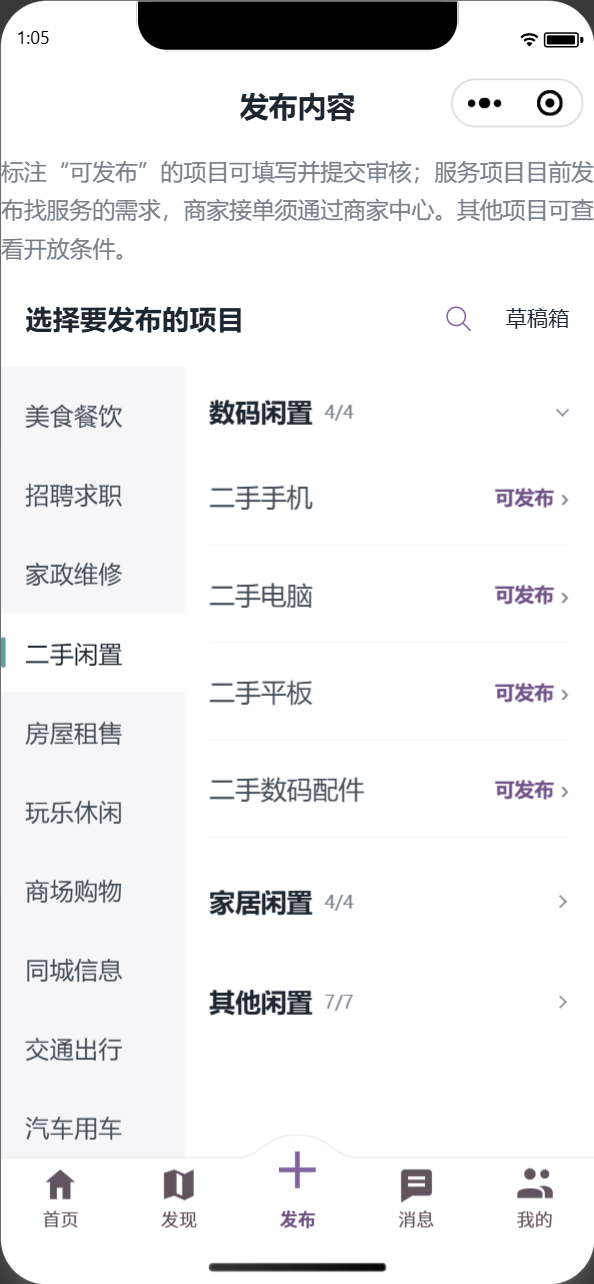 1:05
发布内容
标注“可发布”的项目可填写并提交审核；服务项目目前发
布找服务的需求，商家接单须通过商家中心。其他项目可查
看开放条件。
选择要发布的项目
草稿箱
美食餐饮
招聘求职
家政维修
二手闲置
房屋租售
玩乐休闲
商场购物
同城信息
交通出行
汽车用车
数码闲置 4/4
二手手机 可发布
二手电脑 可发布
二手平板 可发布
二手数码配件 可发布
家居闲置 4/4
其他闲置 7/7
首页 发现 发布 消息 我的